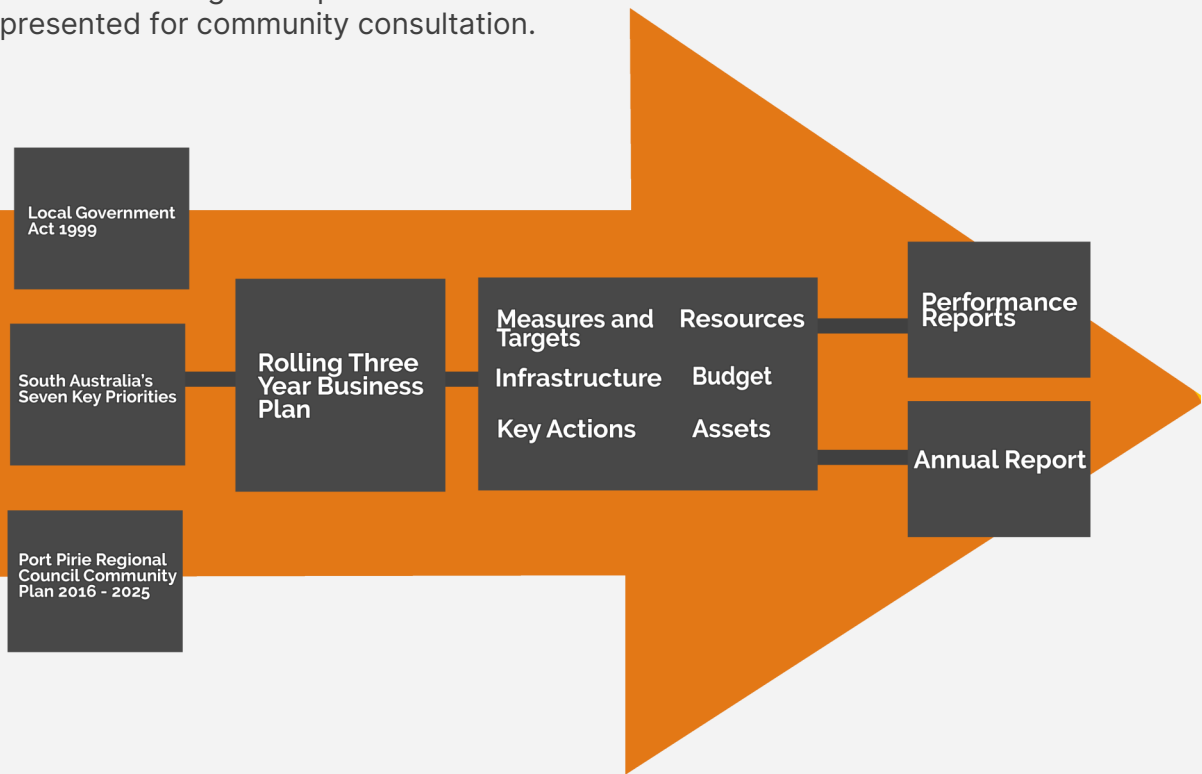 presented for community consultation.
Local Government
Act 1999
South Australia's
Seven Key Priorities
Port Pirie Regional
Council Community
Plan 2016 - 2025
Rolling Three
Year Business
Plan
Measures and
Targets
Resources
Infrastructure
Budget
Key Actions
Assets
Performance
Reports
Annual Report